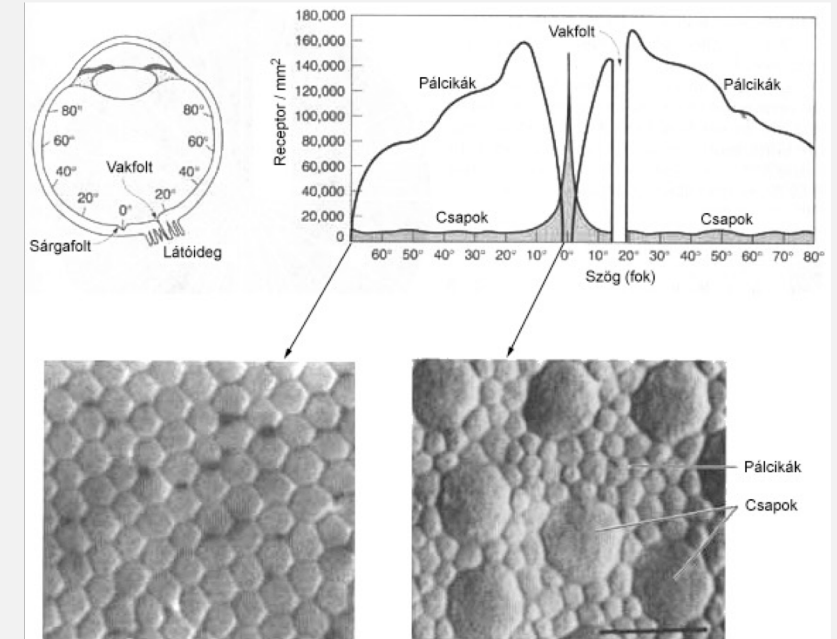 80°
60°
40°
20°
0°
20°
40°
60°
80°
Vakfolt
Sárgafolt
Látóideg
Receptor / mm²
180,000
160,000
140,000
120,000
100,000
80,000
60,000
40,000
20,000
0
Pálcikák
Vakfolt
Pálcikák
Csapok
Csapok
60° 50° 40° 30° 20° 10° 0° 10° 20° 30° 40° 50° 60° 70° 80°
Szög (fok)
Pálcikák
Csapok